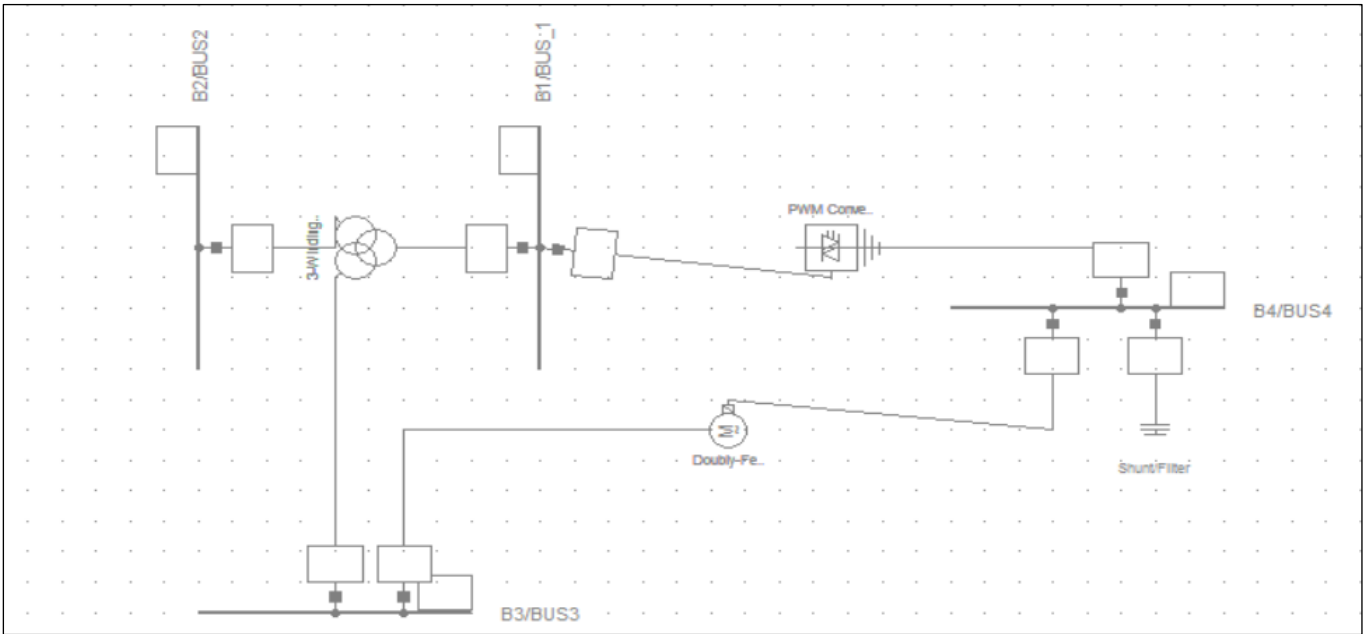 B2/BUS2
B1/BUS_1
3-Winding..
PWM Conve..
B4/BUS4
Doubly-Fe..
Shunt/Filter
B3/BUS3